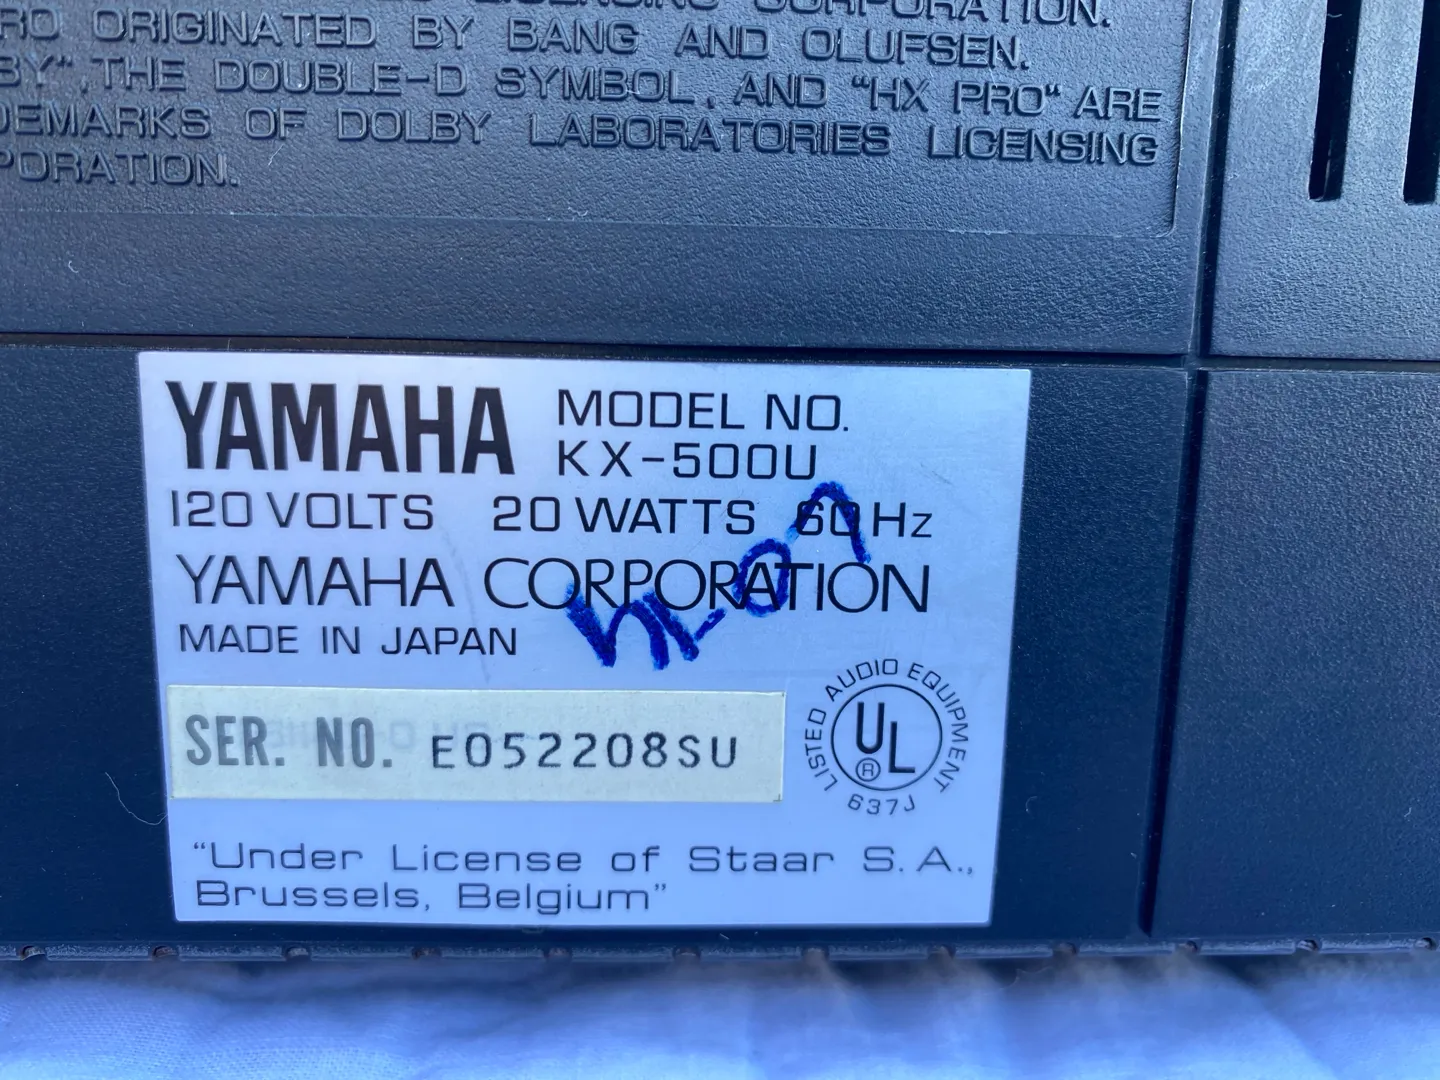 LICENSING CORPORATION.
RO ORIGINATED BY BANG AND OLUFSEN.
BY", THE DOUBLE-D SYMBOL, AND "HX PRO" ARE
DEMARKS OF DOLBY LABORATORIES LICENSING
PORATION.
YAMAHA
MODEL NO.
KX-500U
120 VOLTS 20 WATTS 60 Hz
YAMAHA CORPORATION
MADE IN JAPAN
SER. NO. E052208SU
LISTED AUDIO EQUIPMENT
UL
®
637J
"Under License of Staar S.A.,
Brussels, Belgium"